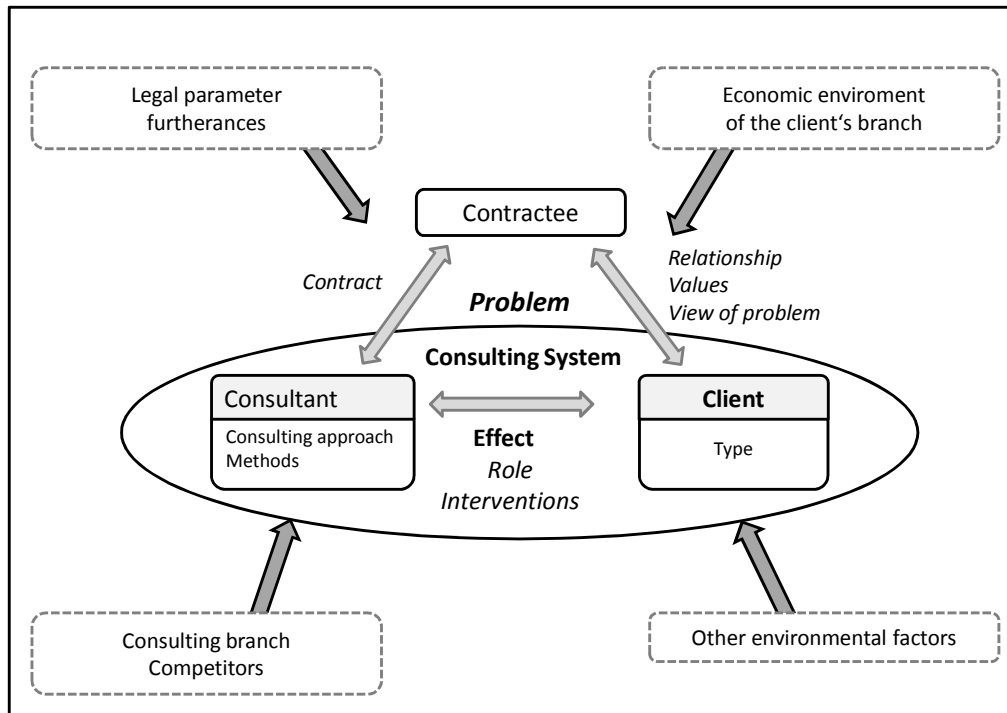 Legal parameter
furtherances
Economic enviroment
of the client‘s branch
Contractee
Contract
Relationship
Values
View of problem
Problem
Consulting System
Consultant
Consulting approach
Methods
Effect
Role
Interventions
Client
Type
Consulting branch
Competitors
Other environmental factors